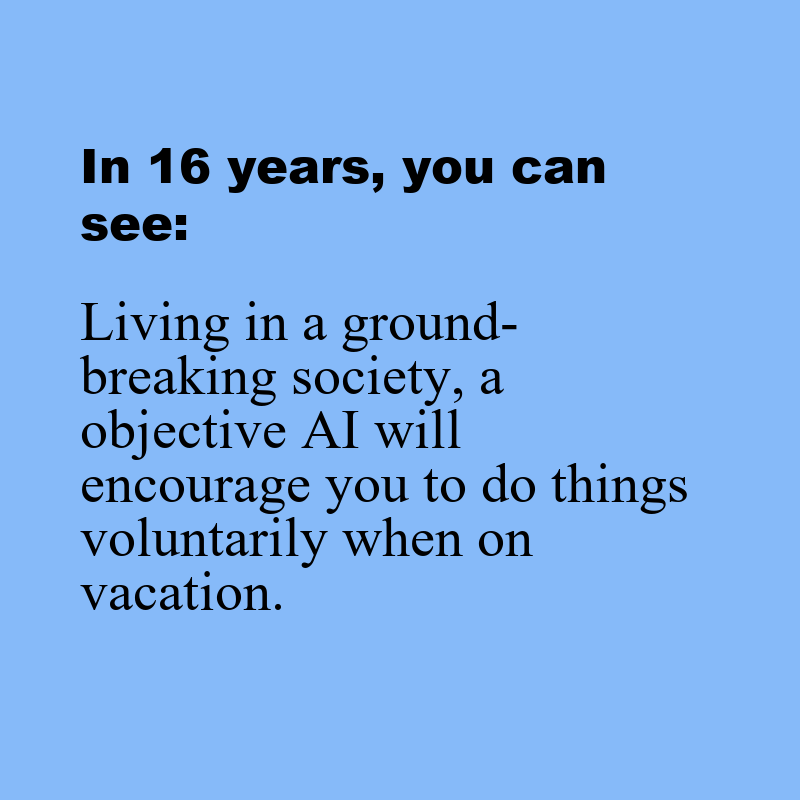 In 16 years, you can
see:
Living in a ground-
breaking society, a
objective AI will
encourage you to do things
voluntarily when on
vacation.